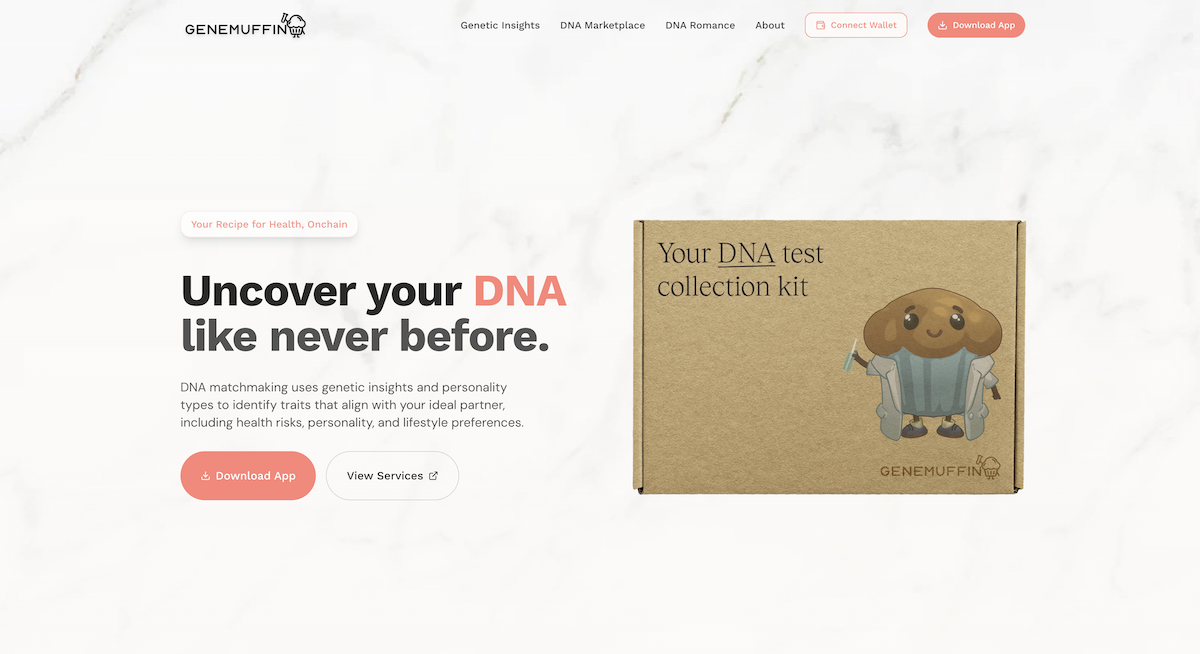 GENEMUFFIN
Genetic Insights
DNA Marketplace
DNA Romance
About
Connect Wallet
Download App
Your Recipe for Health, Onchain
Uncover your DNA
like never before.
DNA matchmaking uses genetic insights and personality
types to identify traits that align with your ideal partner,
including health risks, personality, and lifestyle preferences.
Download App
View Services
Your DNA test
collection kit
GENEMUFFIN